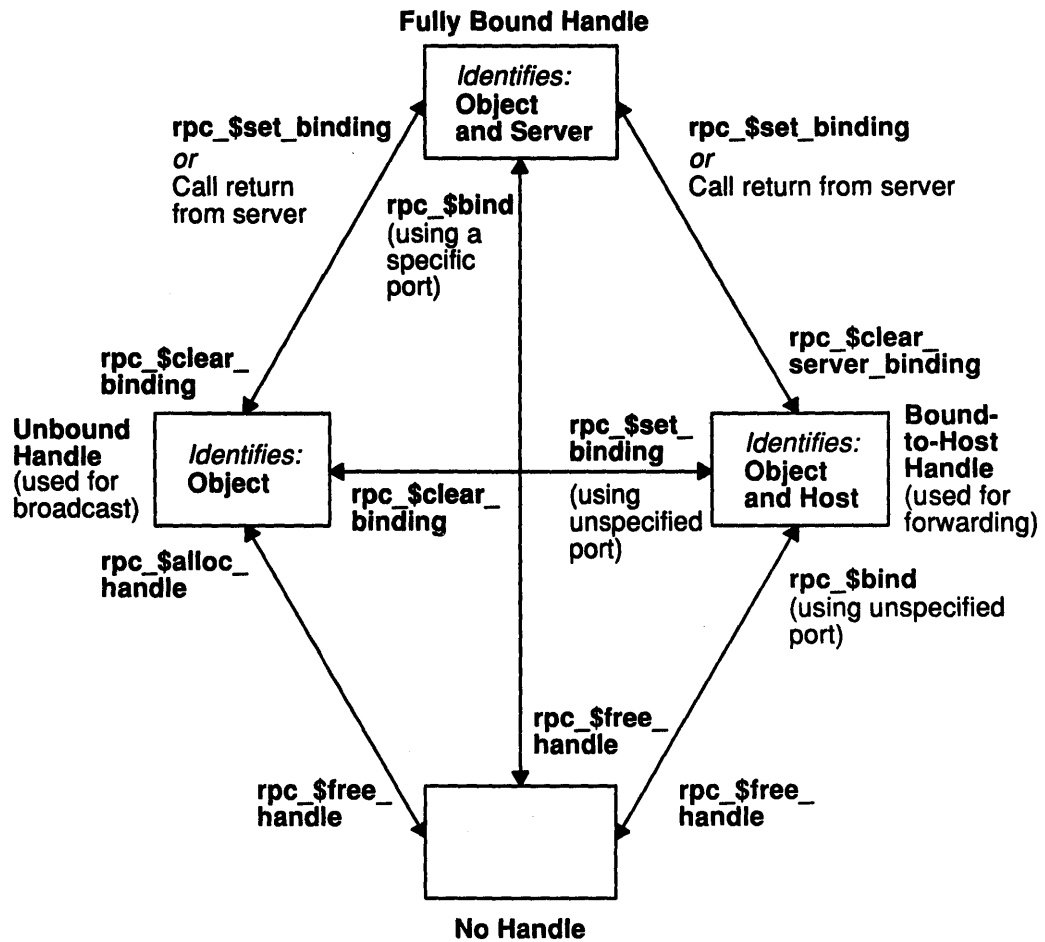 Fully Bound Handle
Identifies:
Object
and Server
rpc_$set_binding
or
Call return
from server
rpc_$set_binding
or
Call return from server
rpc_$bind
(using a
specific
port)
rpc_$clear_
binding
rpc_$clear_
server_binding
Unbound
Handle
(used for
broadcast)
Identifies:
Object
rpc_$set_
binding
(using
unspecified
port)
rpc_$clear_
binding
Identifies:
Object
and Host
Bound-
to-Host
Handle
(used for
forwarding)
rpc_$alloc_
handle
rpc_$bind
(using unspecified
port)
rpc_$free_
handle
rpc_$free_
handle
rpc_$free_
handle
No Handle